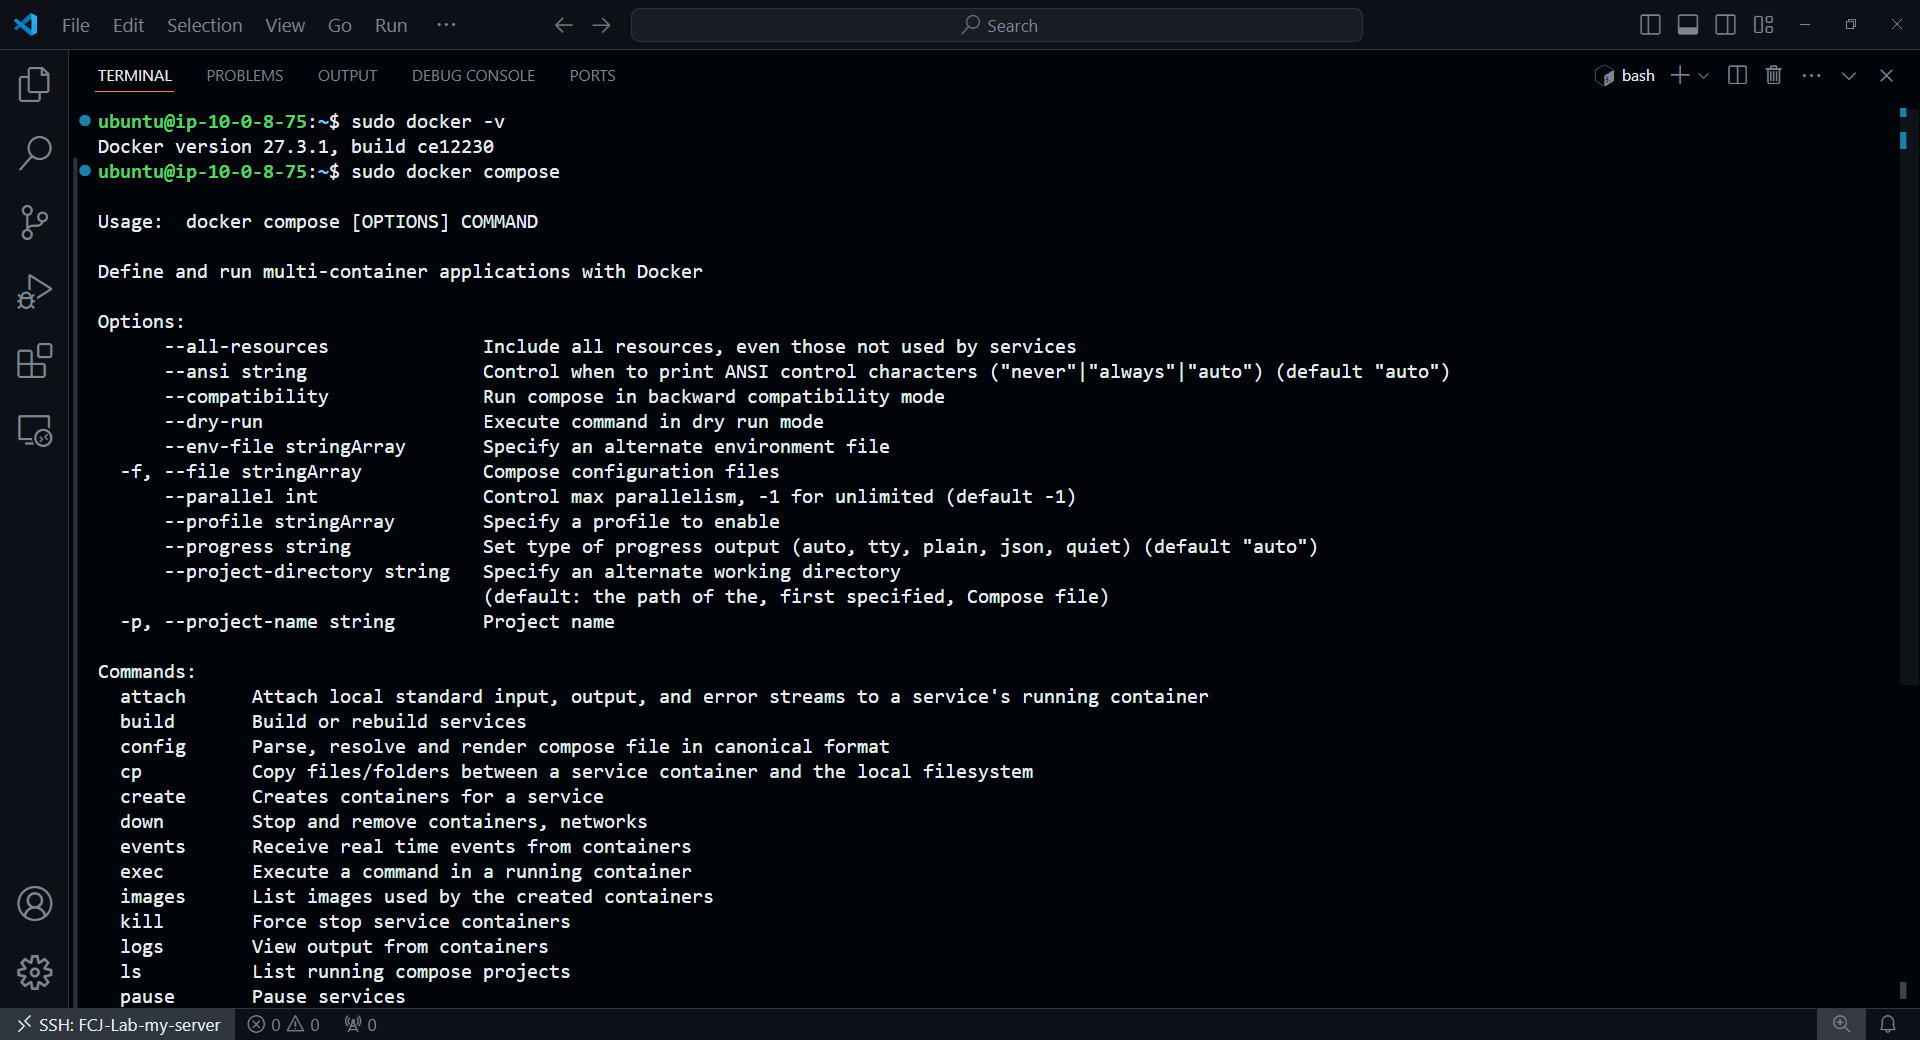 File Edit Selection View Go Run ··· Search
TERMINAL PROBLEMS OUTPUT DEBUG CONSOLE PORTS bash
ubuntu@ip-10-0-8-75:~$ sudo docker -v
Docker version 27.3.1, build ce12230
ubuntu@ip-10-0-8-75:~$ sudo docker compose
Usage:  docker compose [OPTIONS] COMMAND
Define and run multi-container applications with Docker
Options:
      --all-resources              Include all resources, even those not used by services
      --ansi string                Control when to print ANSI control characters ("never"|"always"|"auto") (default "auto")
      --compatibility              Run compose in backward compatibility mode
      --dry-run                    Execute command in dry run mode
      --env-file stringArray       Specify an alternate environment file
  -f, --file stringArray           Compose configuration files
      --parallel int               Control max parallelism, -1 for unlimited (default -1)
      --profile stringArray        Specify a profile to enable
      --progress string            Set type of progress output (auto, tty, plain, json, quiet) (default "auto")
      --project-directory string   Specify an alternate working directory
                                   (default: the path of the, first specified, Compose file)
  -p, --project-name string        Project name
Commands:
  attach      Attach local standard input, output, and error streams to a service's running container
  build       Build or rebuild services
  config      Parse, resolve and render compose file in canonical format
  cp          Copy files/folders between a service container and the local filesystem
  create      Creates containers for a service
  down        Stop and remove containers, networks
  events      Receive real time events from containers
  exec        Execute a command in a running container
  images      List images used by the created containers
  kill        Force stop service containers
  logs        View output from containers
  ls          List running compose projects
  pause       Pause services
SSH: FCJ-Lab-my-server 0 0 0